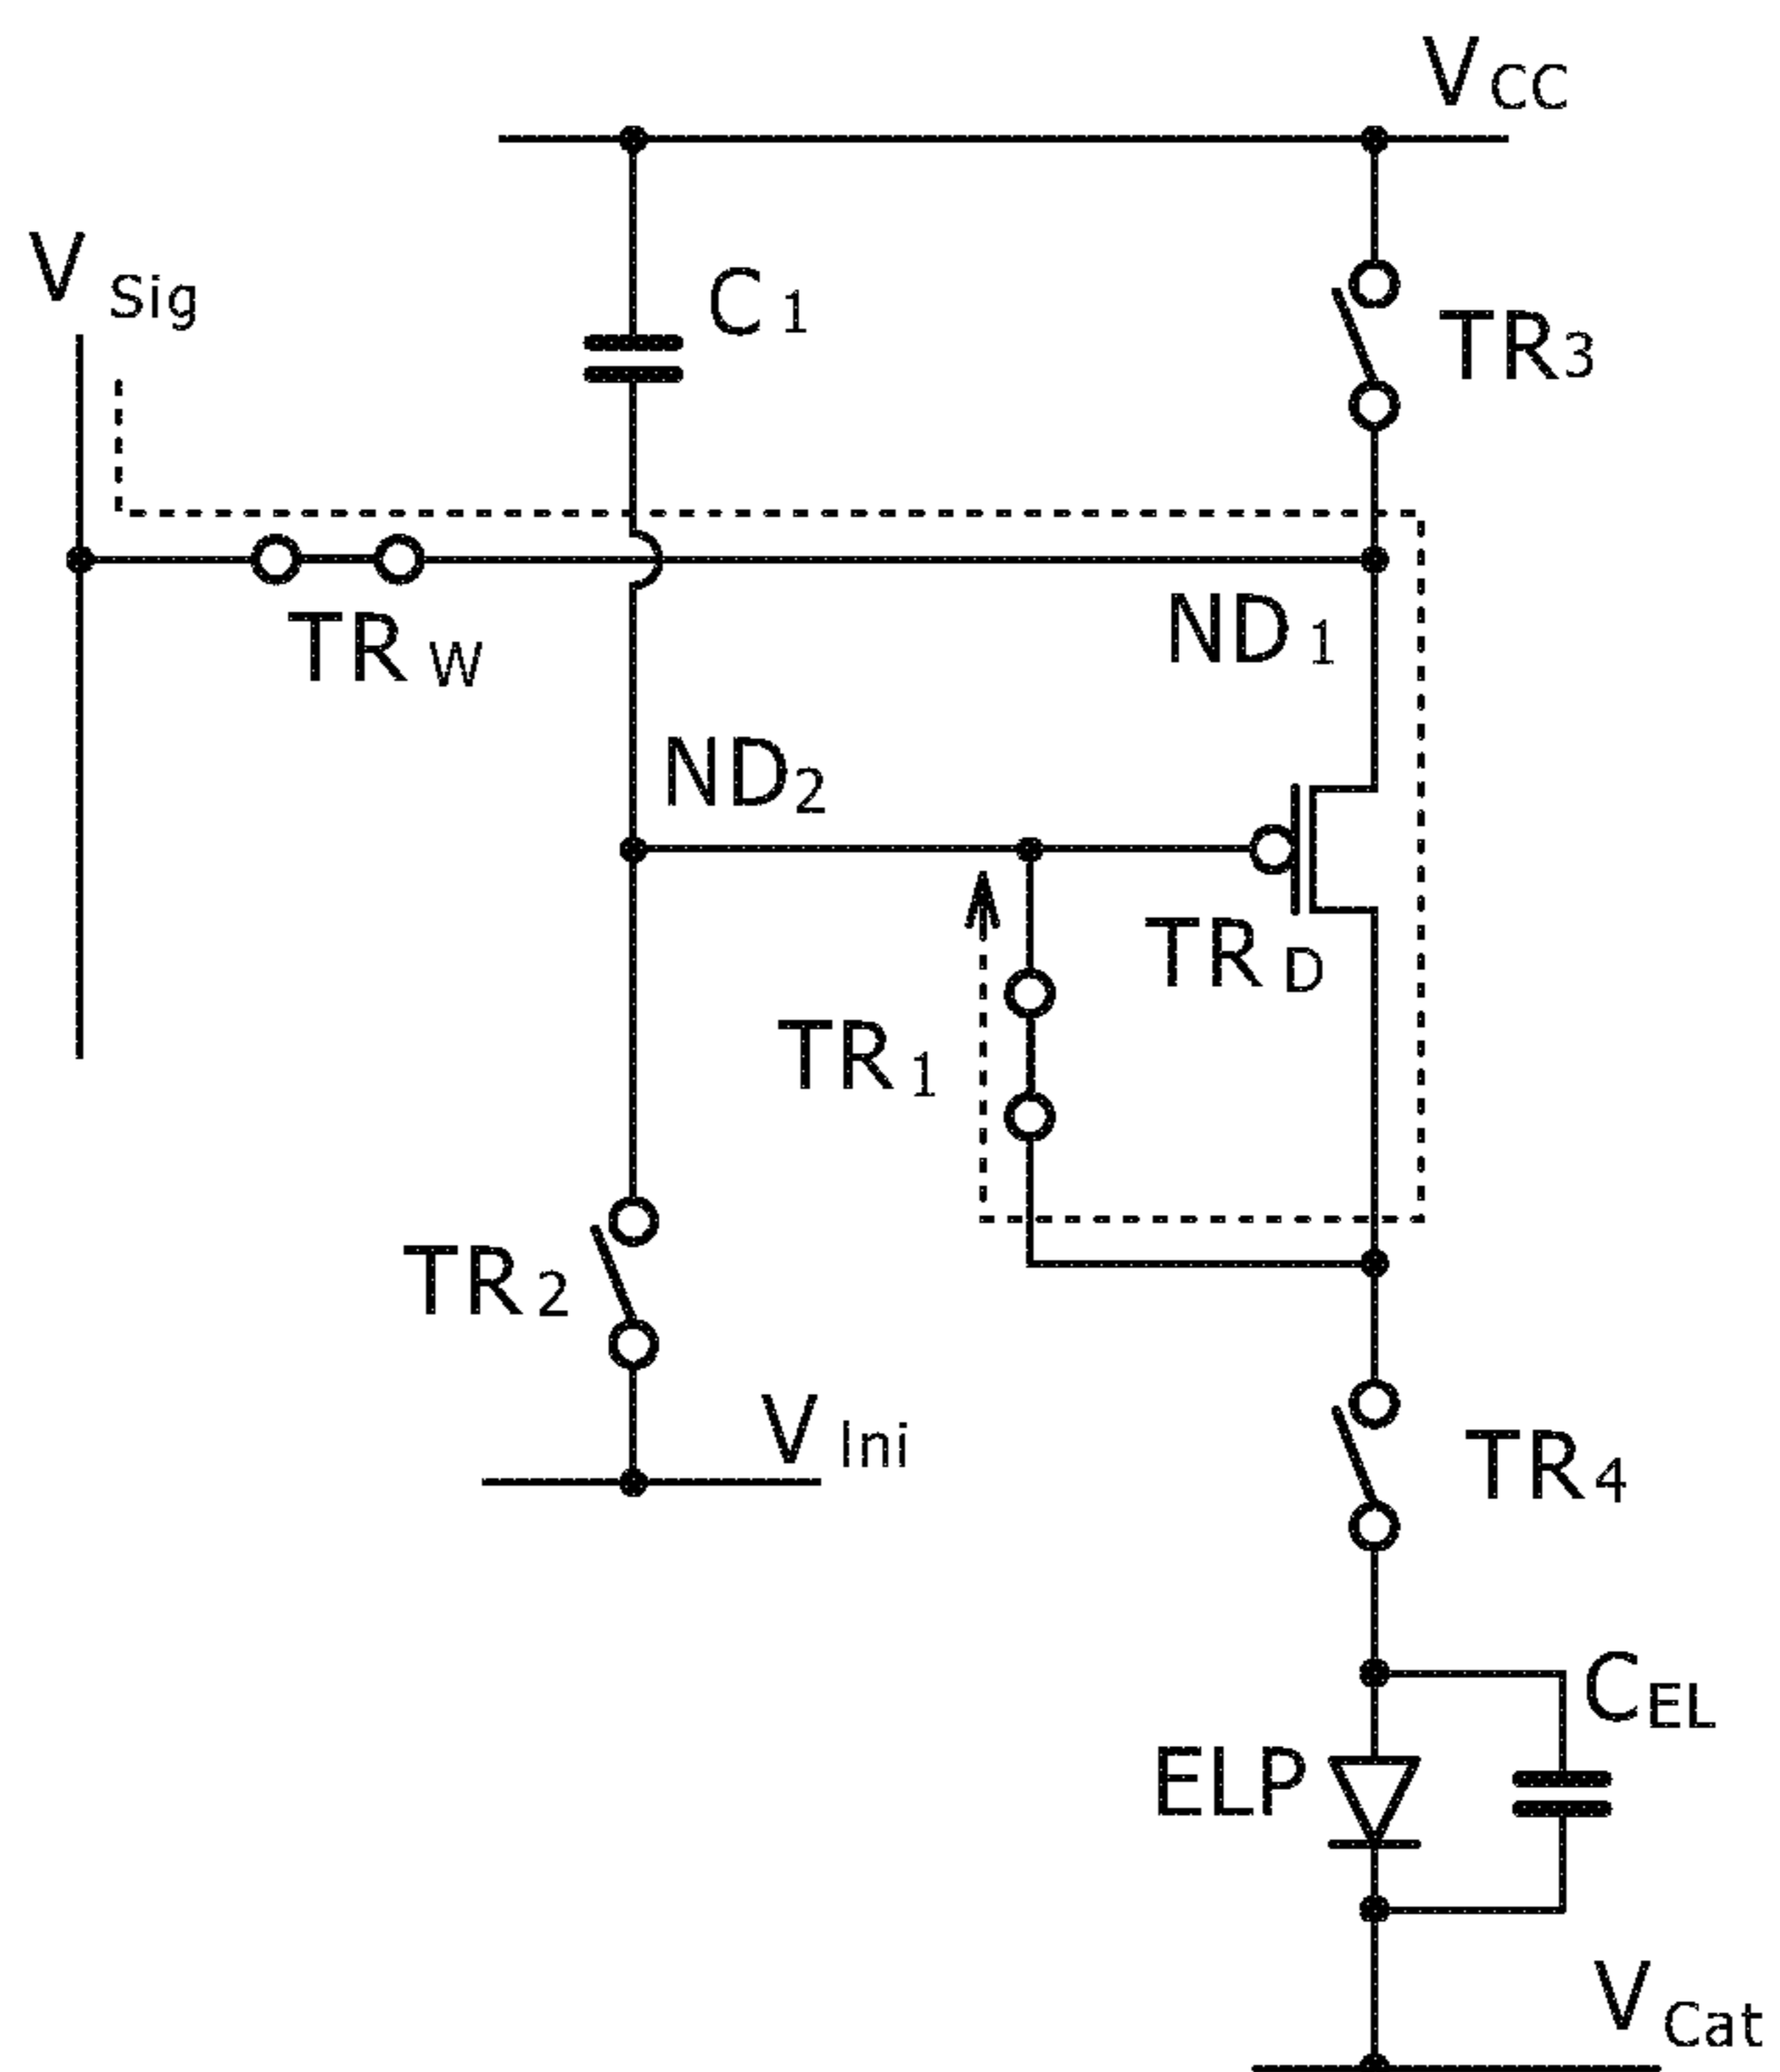 VCC
VSig
C1
TR3
TRW
ND1
ND2
TRD
TR1
TR2
VIni
TR4
CEL
ELP
VCat